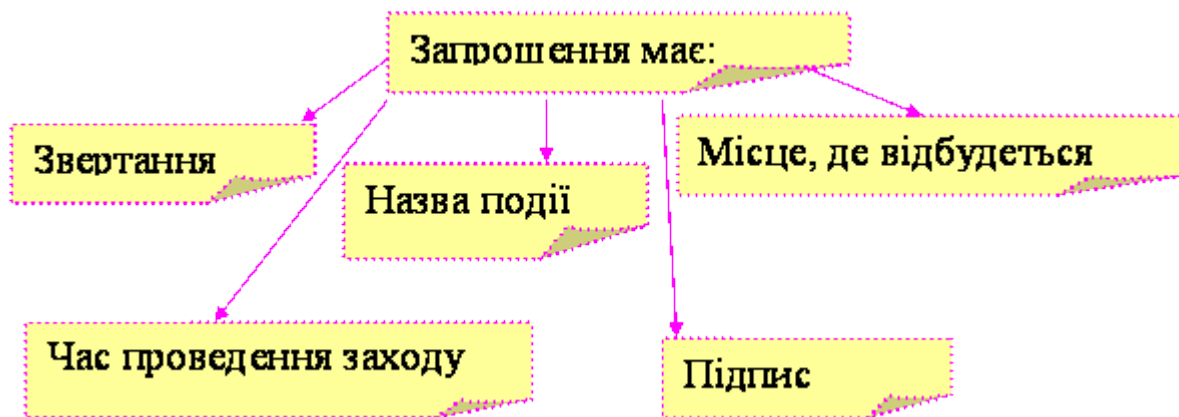 Запрошення має:
Звертання
Назва події
Місце, де відбудеться
Час проведення заходу
Підпис